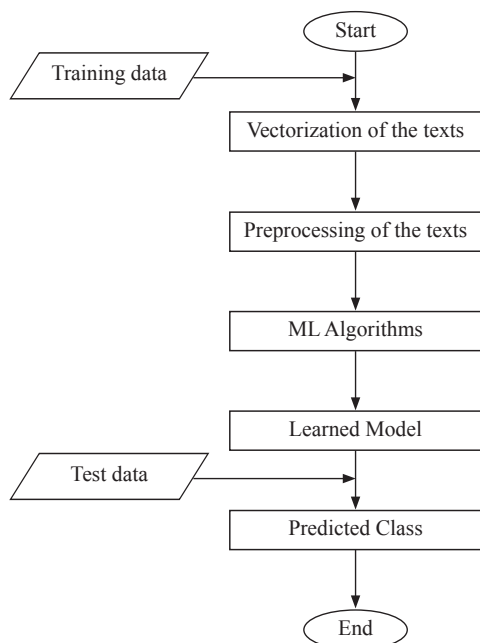 Start
Training data
Vectorization of the texts
Preprocessing of the texts
ML Algorithms
Learned Model
Test data
Predicted Class
End